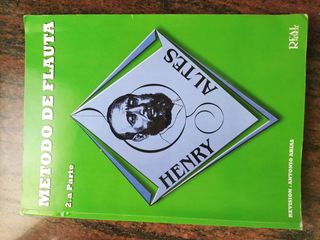 METODO DE FLAUTA
2.a Parte
HENRY
ALTES
REAL
REVISION: ANTONIO ARIAS